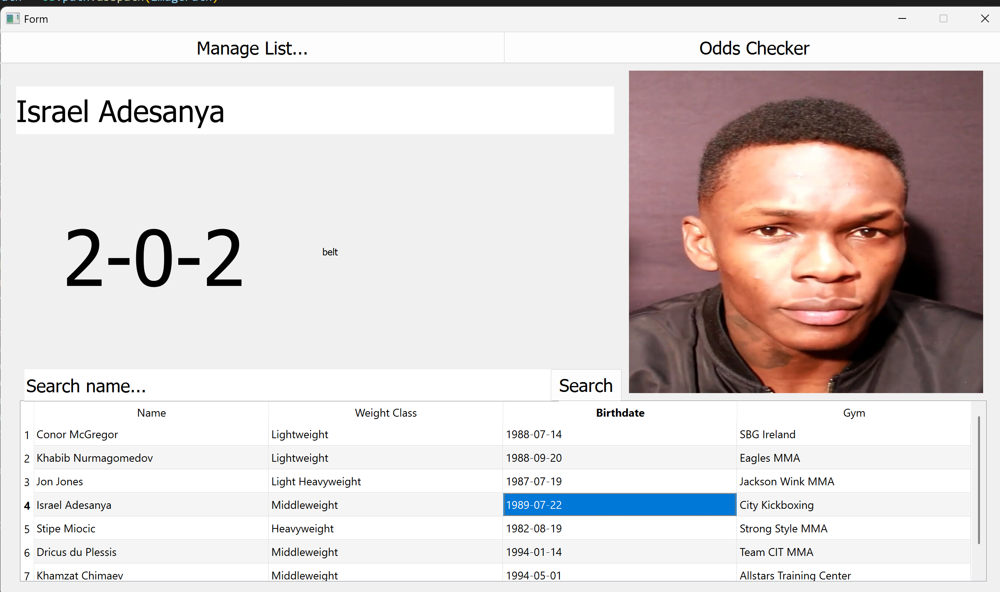 Form
Manage List... Odds Checker
Israel Adesanya
2-0-2
belt
Search name... Search
Name Weight Class Birthdate Gym
1 Conor McGregor Lightweight 1988-07-14 SBG Ireland
2 Khabib Nurmagomedov Lightweight 1988-09-20 Eagles MMA
3 Jon Jones Light Heavyweight 1987-07-19 Jackson Wink MMA
4 Israel Adesanya Middleweight 1989-07-22 City Kickboxing
5 Stipe Miocic Heavyweight 1982-08-19 Strong Style MMA
6 Dricus du Plessis Middleweight 1994-01-14 Team CIT MMA
7 Khamzat Chimaev Middleweight 1994-05-01 Allstars Training Center